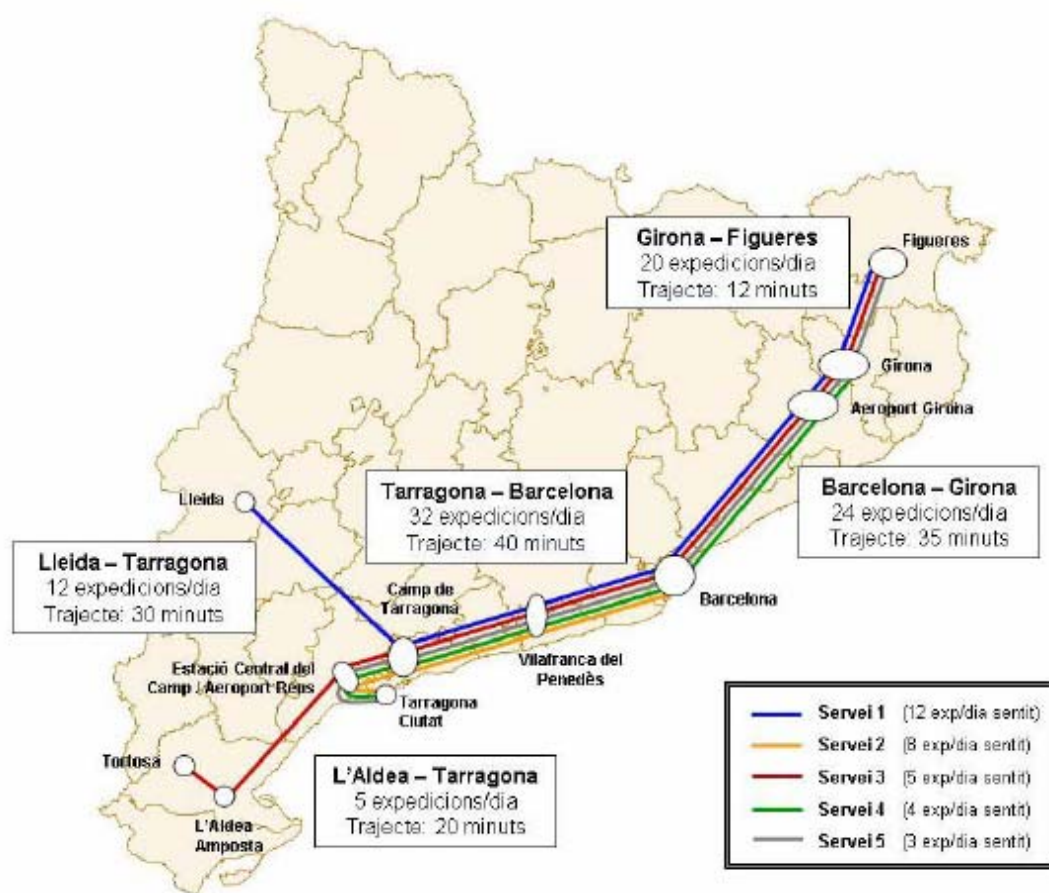 Girona – Figueres
20 expedicions/dia
Trajecte: 12 minuts
Figueres
Girona
Aeroport Girona
Lleida
Tarragona – Barcelona
32 expedicions/dia
Trajecte: 40 minuts
Barcelona – Girona
24 expedicions/dia
Trajecte: 35 minuts
Lleida – Tarragona
12 expedicions/dia
Trajecte: 30 minuts
Camp de
Tarragona
Barcelona
Vilafranca del
Penedès
Estació Central del
Camp / Aeroport Reus
Tarragona
Ciutat
Tortosa
L'Aldea
Amposta
L'Aldea – Tarragona
5 expedicions/dia
Trajecte: 20 minuts
Servei 1 (12 exp/dia sentit)
Servei 2 (8 exp/dia sentit)
Servei 3 (5 exp/dia sentit)
Servei 4 (4 exp/dia sentit)
Servei 5 (3 exp/dia sentit)